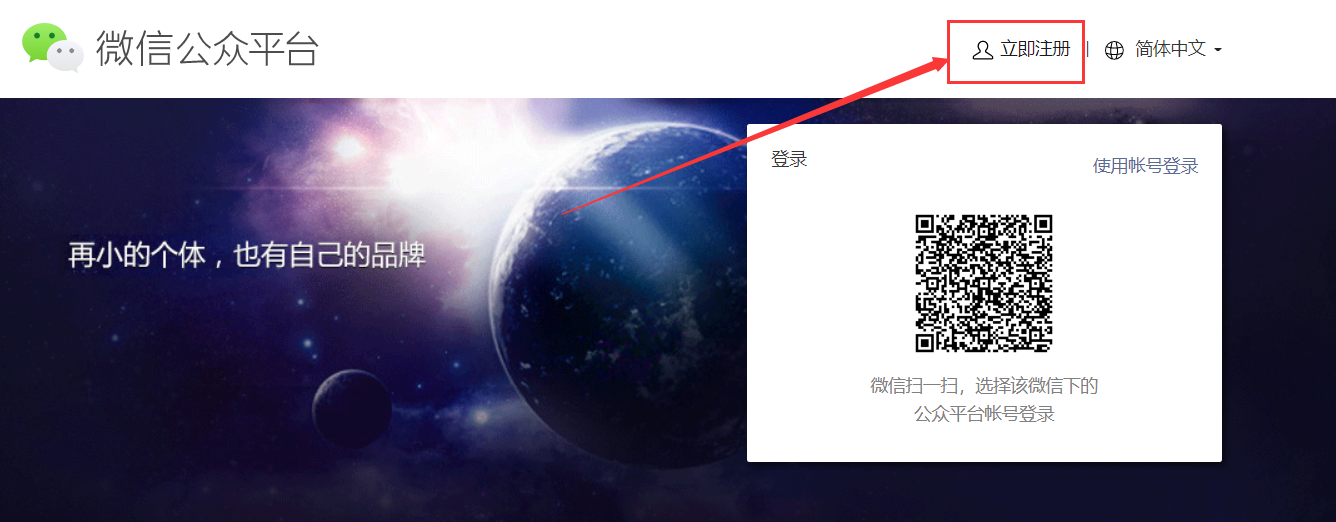 微信公众平台
立即注册 | 简体中文
登录
使用帐号登录
再小的个体，也有自己的品牌
微信扫一扫，选择该微信下的
公众平台帐号登录